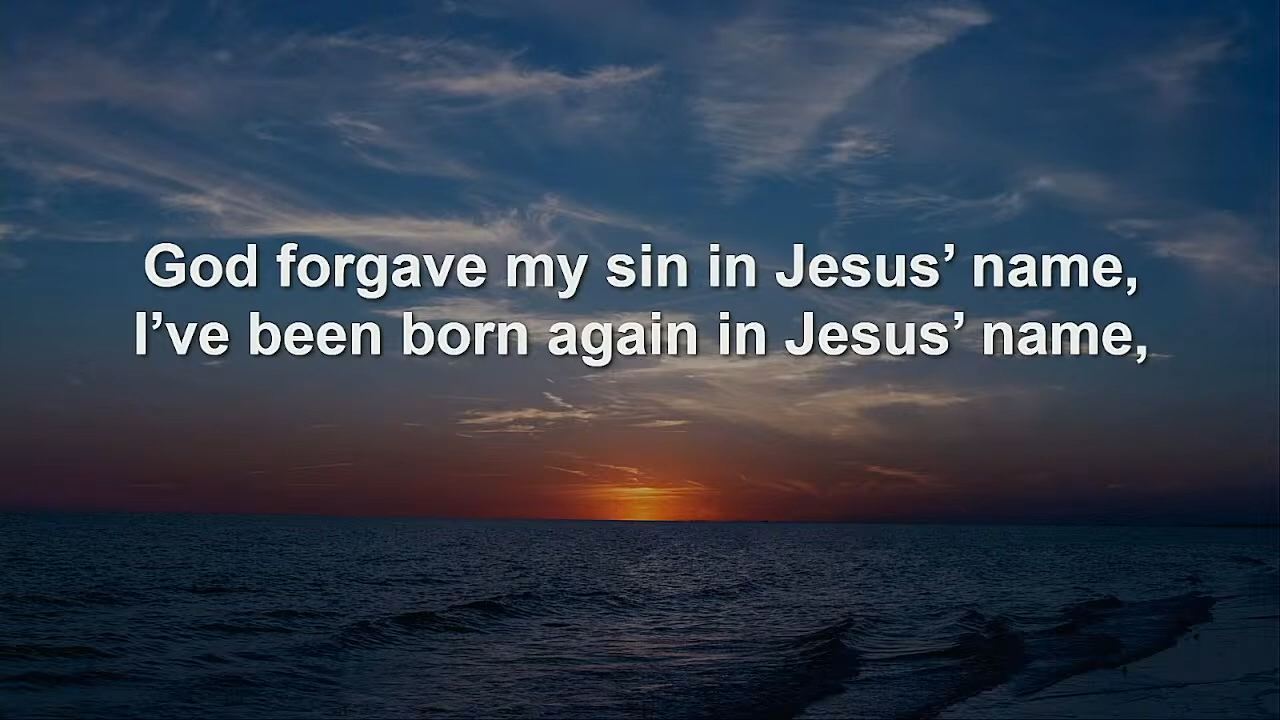 God forgave my sin in Jesus’ name,
I’ve been born again in Jesus’ name,